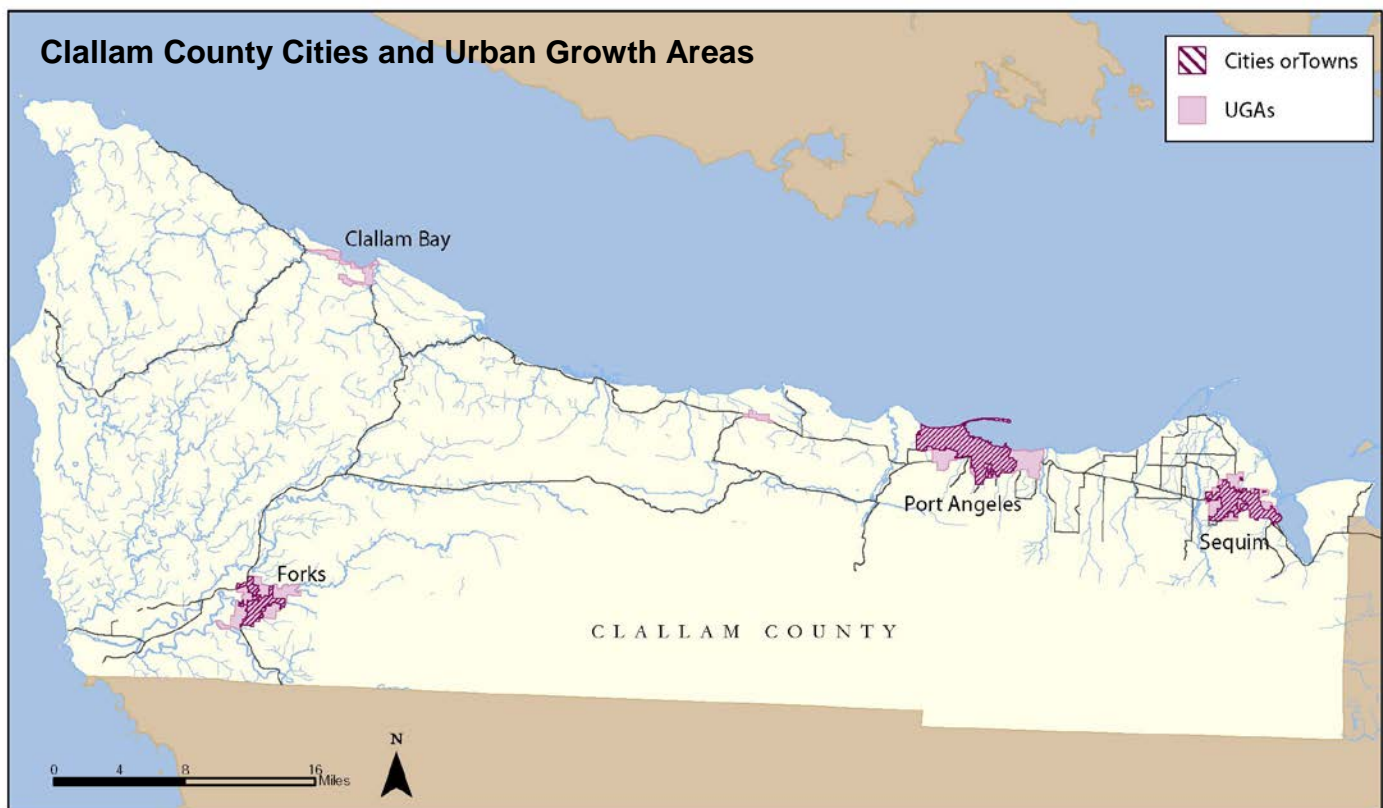 Clallam County Cities and Urban Growth Areas
Cities orTowns
UGAs
Clallam Bay
Port Angeles
Sequim
Forks
CLALLAM COUNTY
N
0 4 8 16
Miles